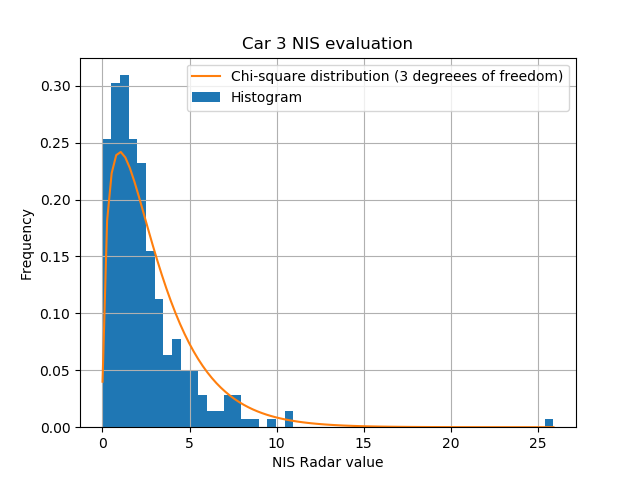 Car 3 NIS evaluation
Chi-square distribution (3 degreees of freedom)
Histogram
0.30
0.25
0.20
0.15
0.10
0.05
0.00
Frequency
0 5 10 15 20 25
NIS Radar value